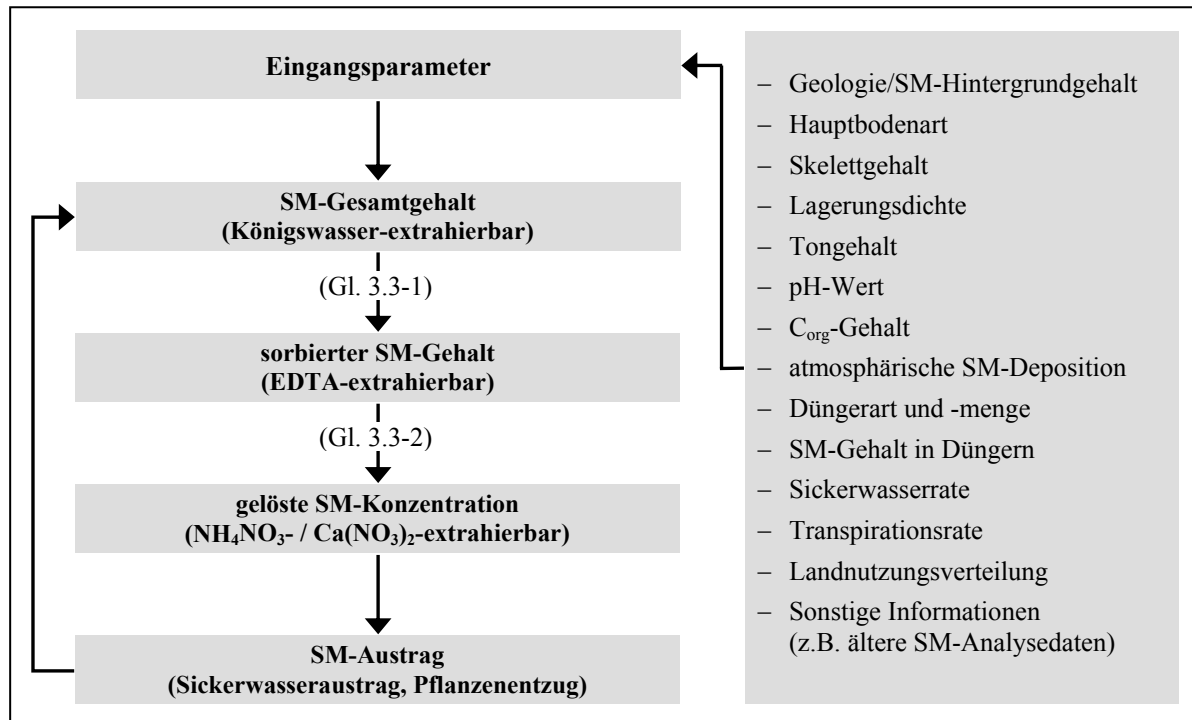 Eingangsparameter
SM-Gesamtgehalt
(Königswasser-extrahierbar)
(Gl. 3.3-1)
sorbierter SM-Gehalt
(EDTA-extrahierbar)
(Gl. 3.3-2)
gelöste SM-Konzentration
(NH₄NO₃- / Ca(NO₃)₂-extrahierbar)
SM-Austrag
(Sickerwasseraustrag, Pflanzenentzug)
– Geologie/SM-Hintergrundgehalt
– Hauptbodenart
– Skelettgehalt
– Lagerungsdichte
– Tongehalt
– pH-Wert
– Corg-Gehalt
– atmosphärische SM-Deposition
– Düngerart und -menge
– SM-Gehalt in Düngern
– Sickerwasserrate
– Transpirationsrate
– Landnutzungsverteilung
– Sonstige Informationen
(z.B. ältere SM-Analysedaten)